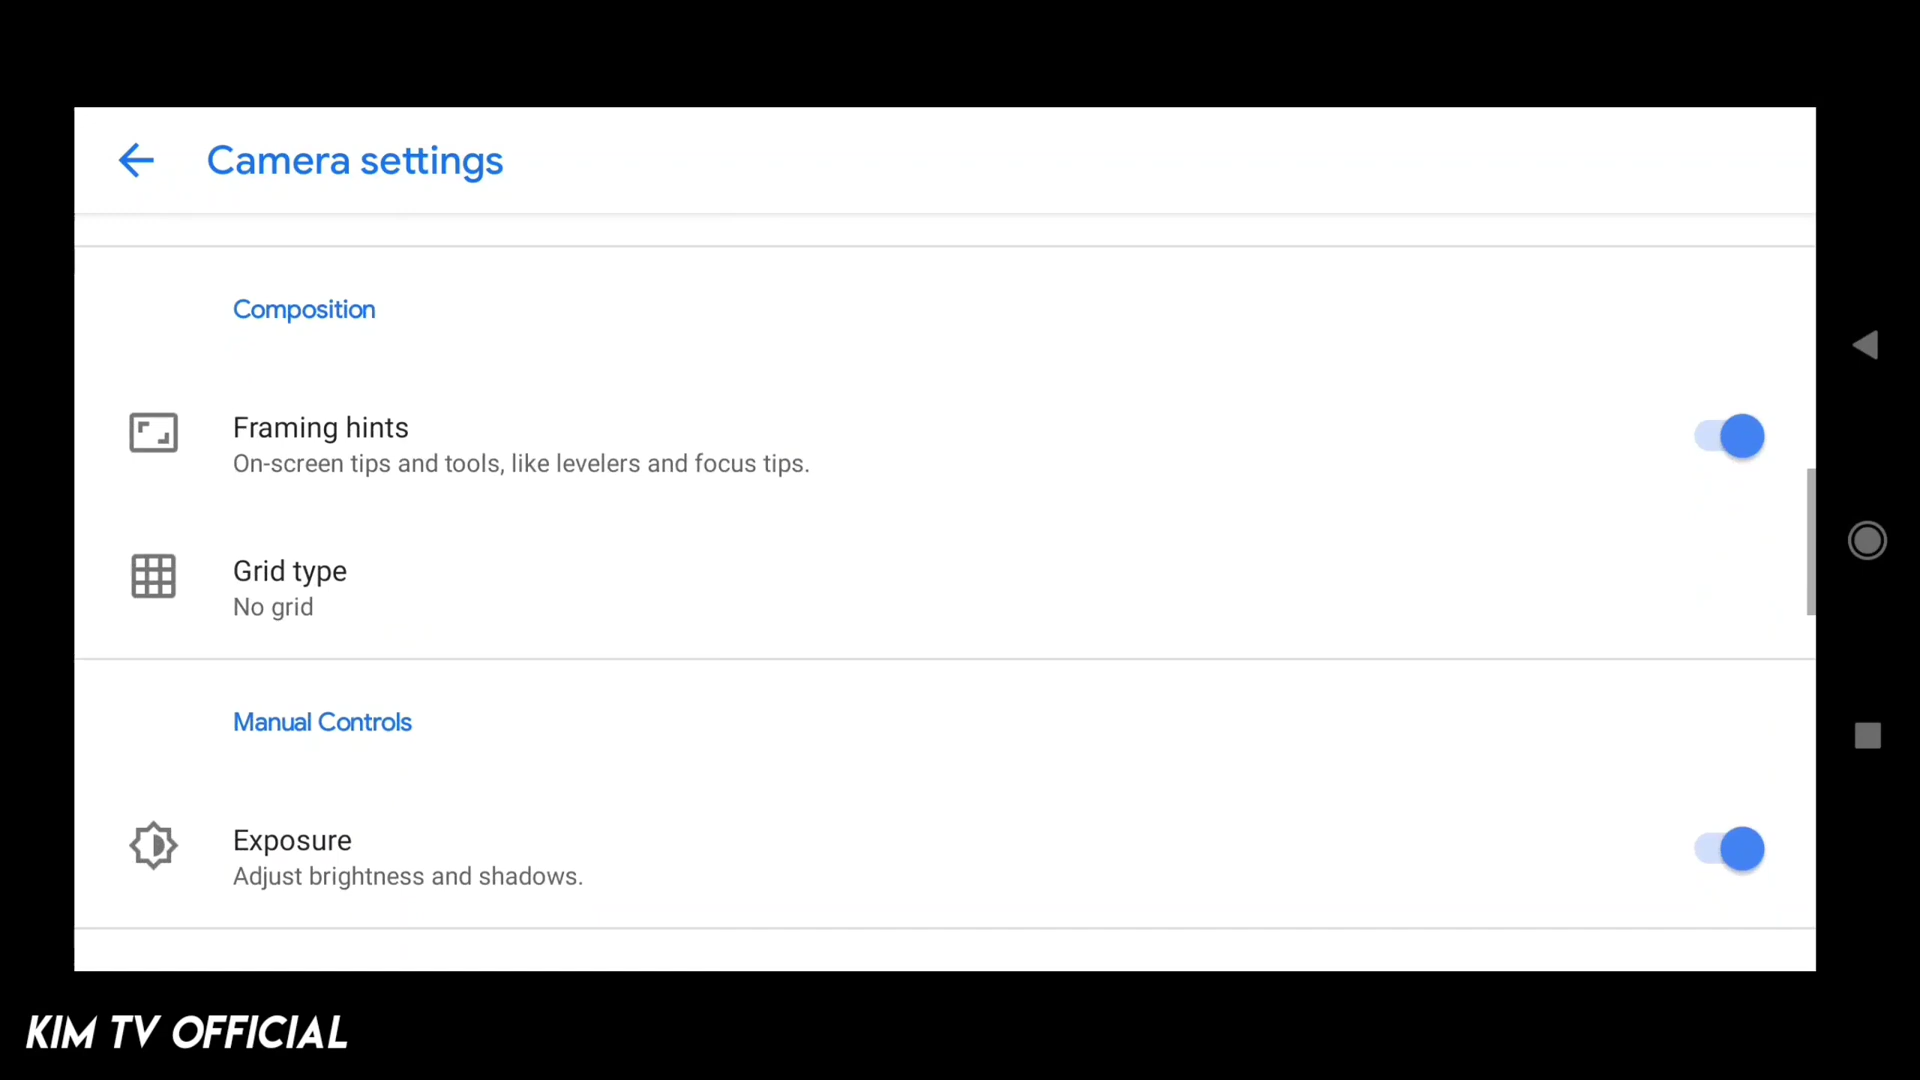 Camera settings
Composition
Framing hints
On-screen tips and tools, like levelers and focus tips.
Grid type
No grid
Manual Controls
Exposure
Adjust brightness and shadows.
KIM TV OFFICIAL